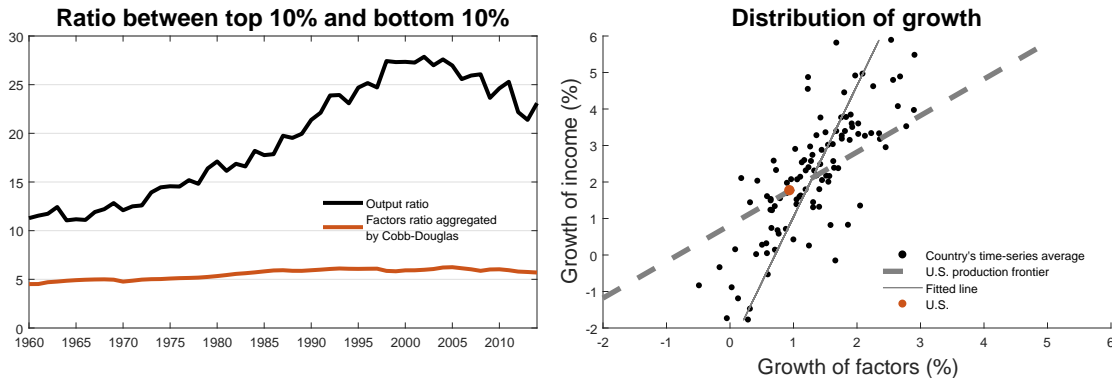 Ratio between top 10% and bottom 10%
30
25
20
15
10
5
0
1960 1965 1970 1975 1980 1985 1990 1995 2000 2005 2010
Output ratio
Factors ratio aggregated
by Cobb-Douglas
Distribution of growth
Growth of income (%)
6
5
4
3
2
1
0
-1
-2
-2 -1 0 1 2 3 4 5 6
Growth of factors (%)
Country's time-series average
U.S. production frontier
Fitted line
U.S.